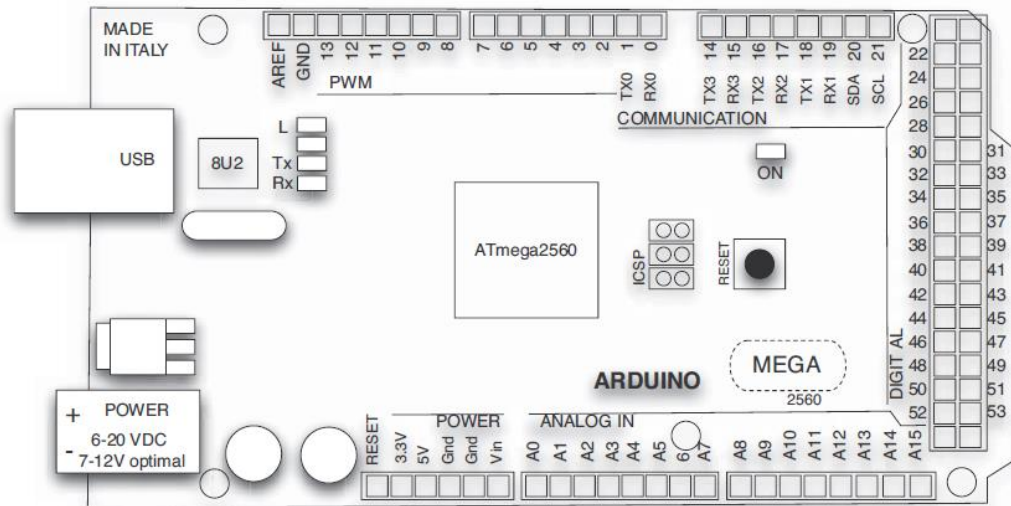 MADE
IN ITALY
AREF GND 13 12 11 10 9 8
7 6 5 4 3 2 1 0
14 15 16 17 18 19 20 21
PWM
TX0 RX0
TX3 RX3 TX2 RX2 TX1 RX1 SDA SCL
COMMUNICATION
22
24
26
28
30 31
32 33
34 35
36 37
38 39
40 41
42 43
44 45
46 47
48 49
50 51
52 53
DIGIT AL
L
Tx
Rx
USB
8U2
ON
ATmega2560
ICSP
RESET
ARDUINO
MEGA
2560
+ POWER
6-20 VDC
- 7-12V optimal
POWER
ANALOG IN
RESET 3.3V 5V Gnd Gnd Vin
A0 A1 A2 A3 A4 A5 6 A7
A8 A9 A10 A11 A12 A13 A14 A15